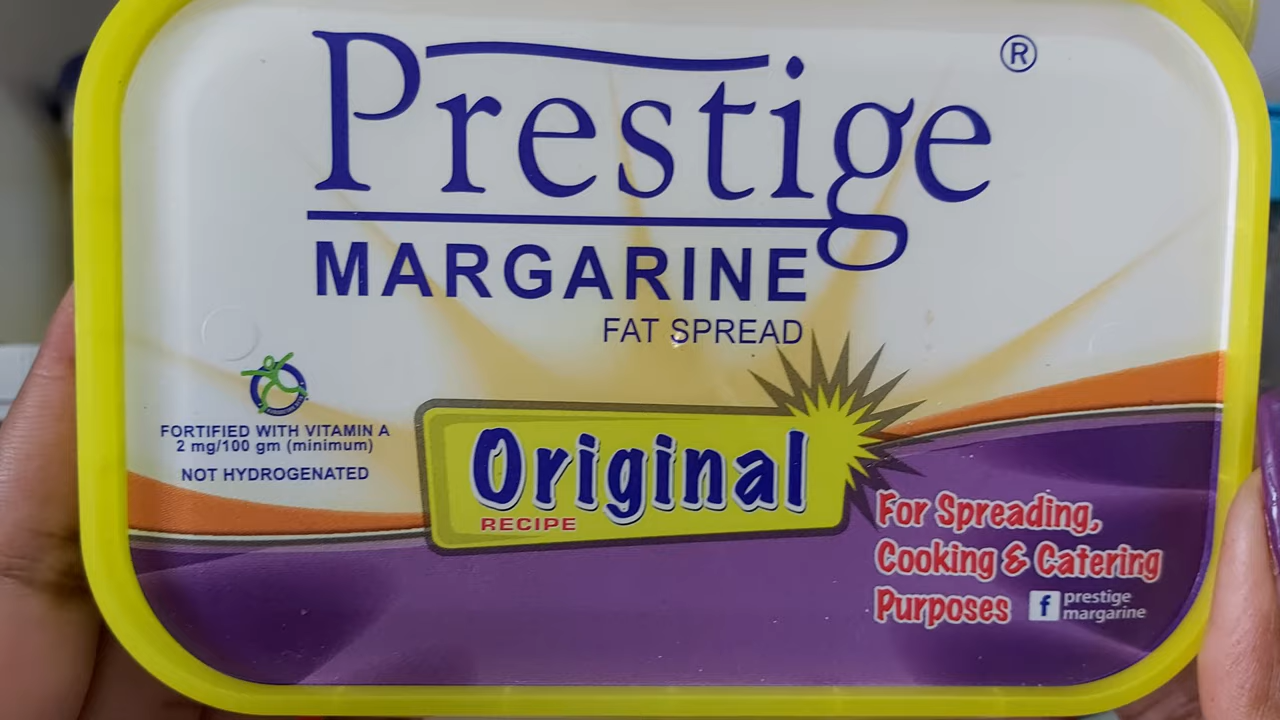 Prestige ®
MARGARINE
FAT SPREAD
FORTIFIED WITH VITAMIN A
2 mg/100 gm (minimum)
NOT HYDROGENATED
Original
RECIPE
For Spreading,
Cooking & Catering
Purposes
f prestige
margarine